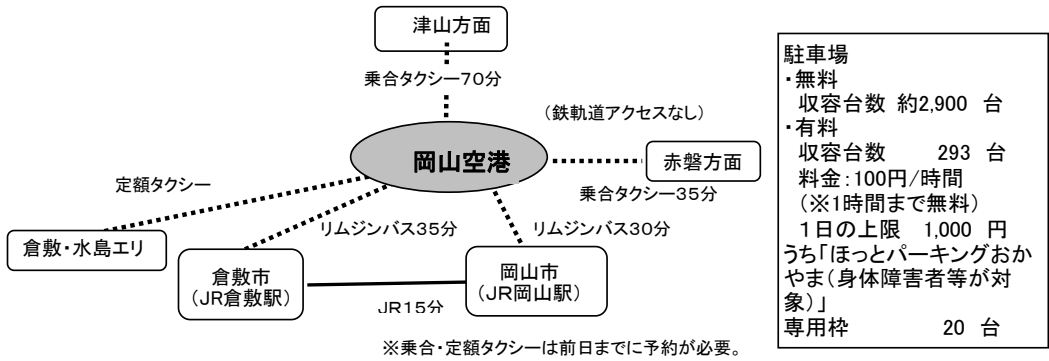 津山方面
乗合タクシー70分
(鉄軌道アクセスなし)
岡山空港
赤磐方面
乗合タクシー35分
定額タクシー
倉敷・水島エリ
リムジンバス35分
リムジンバス30分
倉敷市
(JR倉敷駅)
岡山市
(JR岡山駅)
JR15分
※乗合・定額タクシーは前日までに予約が必要。
駐車場
・無料
収容台数 約2,900 台
・有料
収容台数 293 台
料金:100円/時間
(※1時間まで無料)
1日の上限 1,000 円
うち「ほっとパーキングおか
やま(身体障害者等が対
象)」
専用枠 20 台